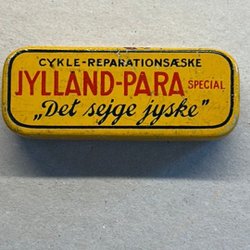 CYKLE-REPARATIONSÆSKE
JYLLAND-PARA SPECIAL
„Det sejge jyske”